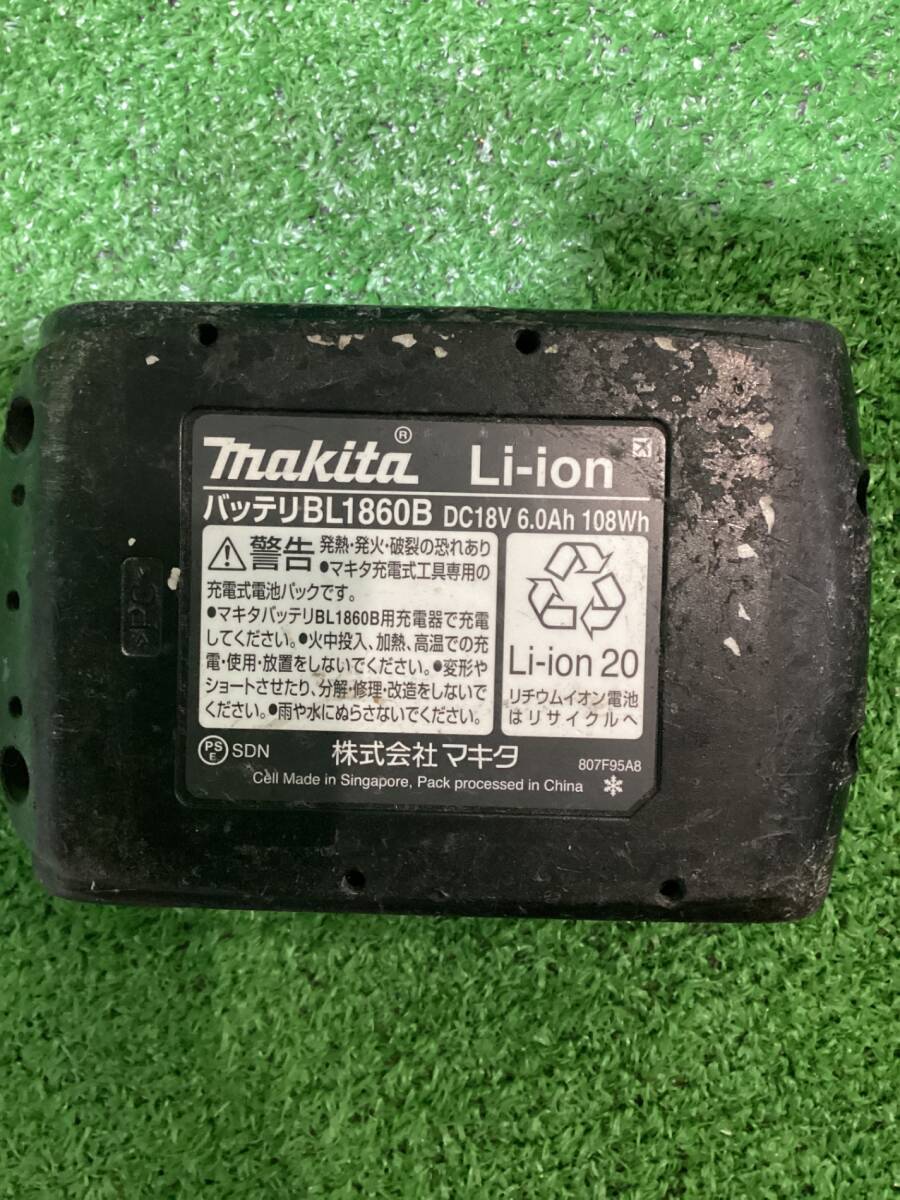 makita® Li-ion
バッテリBL1860B DC18V 6.0Ah 108Wh
警告 発熱・発火・破裂の恐れあり
●マキタ充電式工具専用の
充電式電池パックです。
●マキタバッテリBL1860B用充電器で充電
してください。●火中投入、加熱、高温での充
電・使用・放置をしないでください。●変形や
ショートさせたり、分解・修理・改造をしないで
ください。●雨や水にぬらさないでください。
Li-ion 20
リチウムイオン電池
はリサイクルへ
PS E SDN 株式会社 マキタ 807F95A8
Cell Made in Singapore, Pack processed in China
>PC<